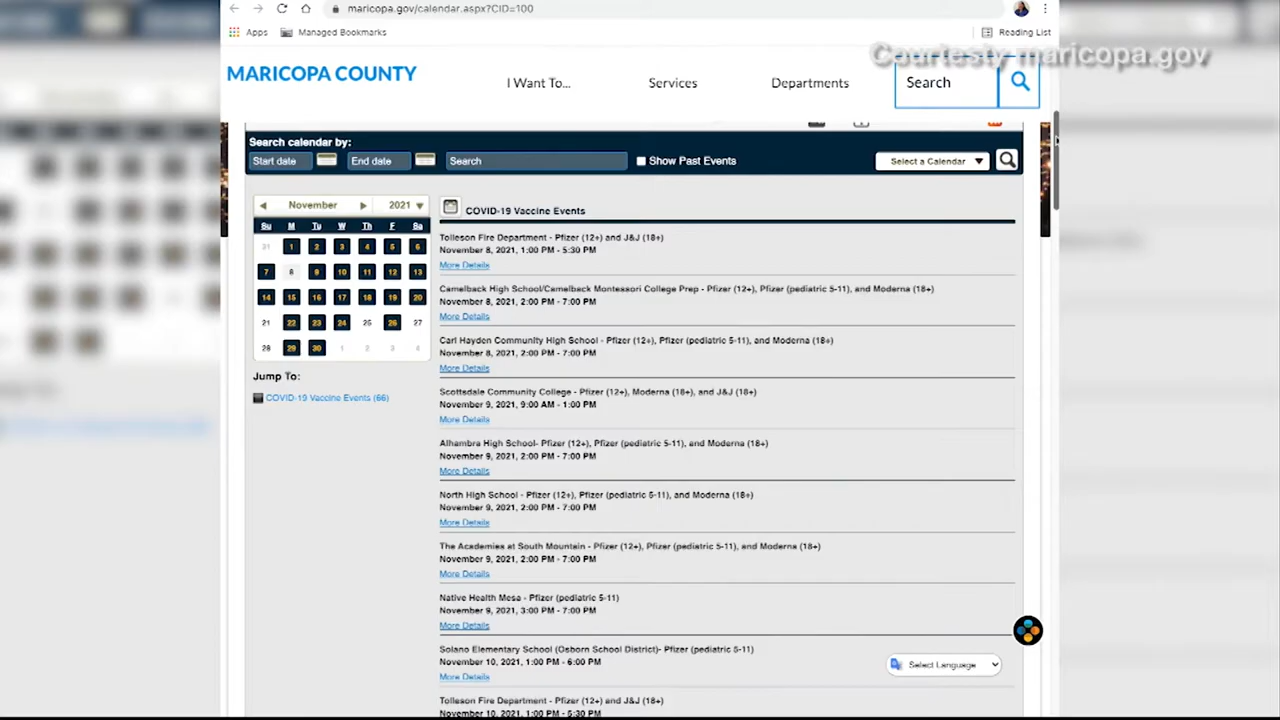 maricopa.gov/calendar.aspx?CID=100
Apps Managed Bookmarks Reading List
Courtesty maricopa.gov
MARICOPA COUNTY I Want To... Services Departments Search
Search calendar by:
Start date End date Search Show Past Events Select a Calendar
November 2021
Su M Tu W Th F Sa
31 1 2 3 4 5 6
7 8 9 10 11 12 13
14 15 16 17 18 19 20
21 22 23 24 25 26 27
28 29 30 1 2 3 4
Jump To:
COVID-19 Vaccine Events (66)
COVID-19 Vaccine Events
Tolleson Fire Department - Pfizer (12+) and J&J (18+)
November 8, 2021, 1:00 PM - 5:30 PM
More Details
Camelback High School/Camelback Montessori College Prep - Pfizer (12+), Pfizer (pediatric 5-11), and Moderna (18+)
November 8, 2021, 2:00 PM - 7:00 PM
More Details
Carl Hayden Community High School - Pfizer (12+), Pfizer (pediatric 5-11), and Moderna (18+)
November 8, 2021, 2:00 PM - 7:00 PM
More Details
Scottsdale Community College - Pfizer (12+), Moderna (18+), and J&J (18+)
November 9, 2021, 9:00 AM - 1:00 PM
More Details
Alhambra High School- Pfizer (12+), Pfizer (pediatric 5-11), and Moderna (18+)
November 9, 2021, 2:00 PM - 7:00 PM
More Details
North High School - Pfizer (12+), Pfizer (pediatric 5-11), and Moderna (18+)
November 9, 2021, 2:00 PM - 7:00 PM
More Details
The Academies at South Mountain - Pfizer (12+), Pfizer (pediatric 5-11), and Moderna (18+)
November 9, 2021, 2:00 PM - 7:00 PM
More Details
Native Health Mesa - Pfizer (pediatric 5-11)
November 9, 2021, 3:00 PM - 7:00 PM
More Details
Solano Elementary School (Osborn School District)- Pfizer (pediatric 5-11)
November 10, 2021, 1:00 PM - 6:00 PM
More Details
Select Language
Tolleson Fire Department - Pfizer (12+) and J&J (18+)
November 10, 2021, 1:00 PM - 5:30 PM